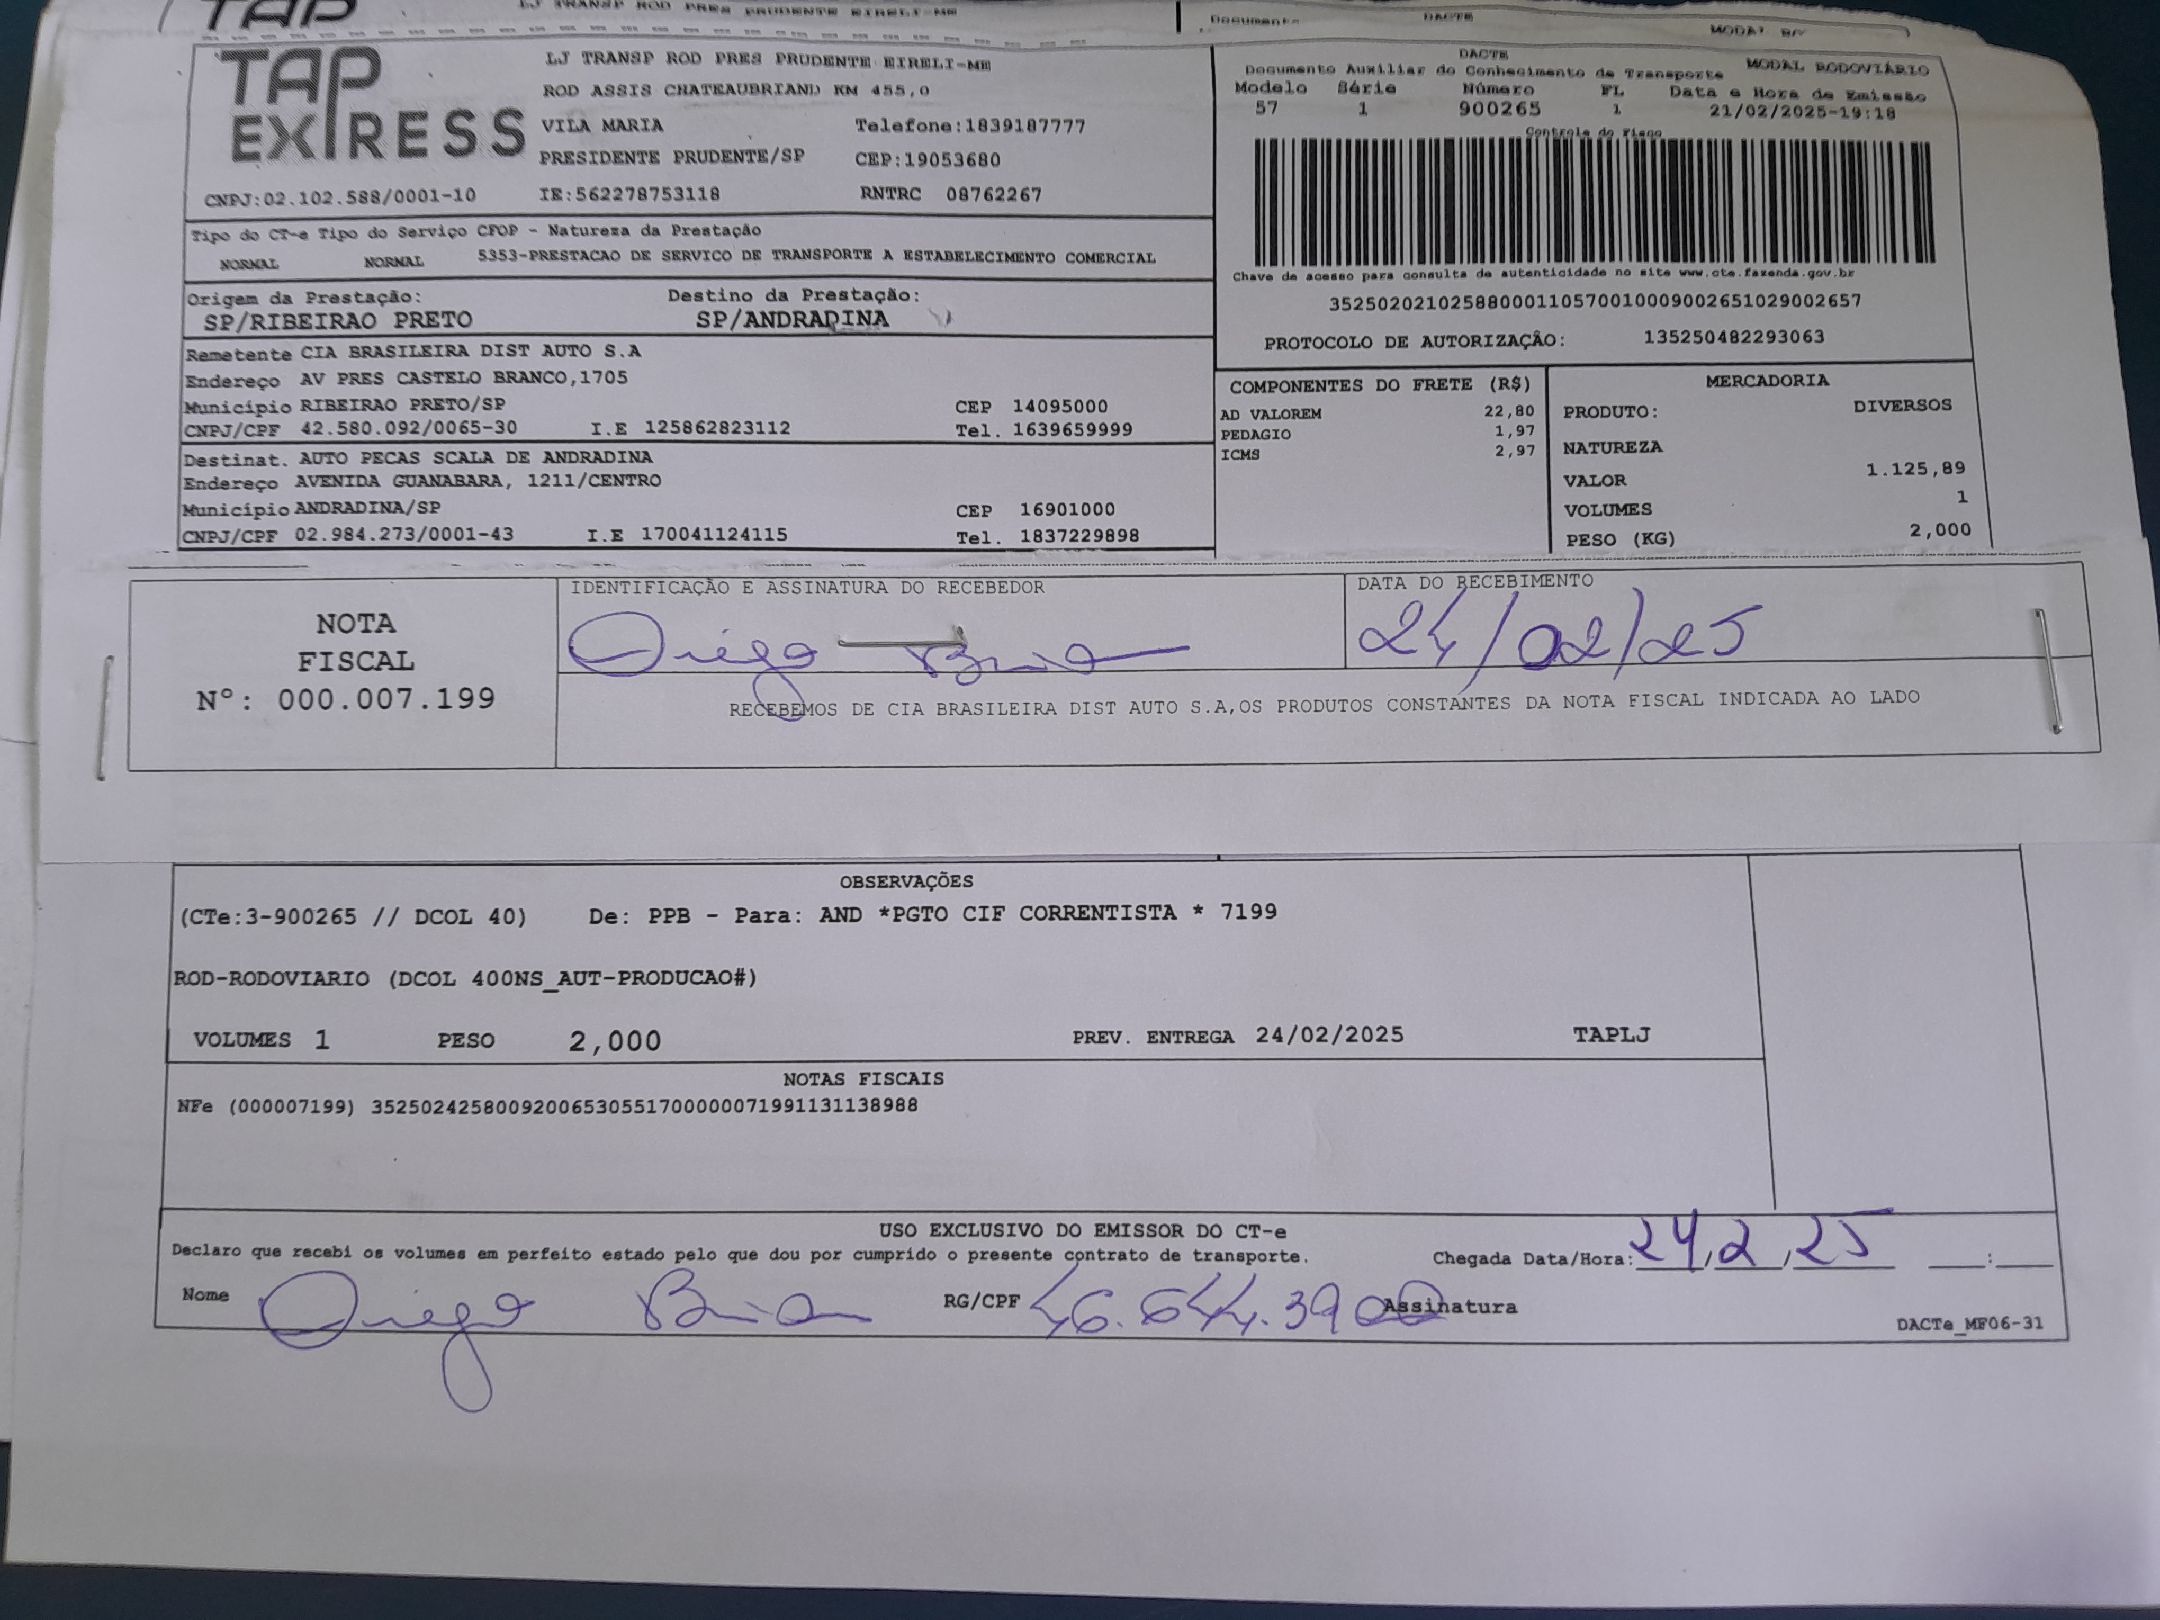 TAP
LJ TRANSP ROD PRES PRUDENTE EIRELI-ME
Documento
DACTE
TAP EXPRESS
LJ TRANSP ROD PRES PRUDENTE EIRELI-ME
ROD ASSIS CHATEAUBRIAND KM 455,0
VILA MARIA Telefone:1839187777
PRESIDENTE PRUDENTE/SP CEP:19053680
CNPJ:02.102.588/0001-10 IE:562278753118 RNTRC 08762267
DACTE
Documento Auxiliar do Conhecimento de Transporte MODAL RODOVIÁRIO
Modelo Série Número FL Data e Hora de Emissão
57 1 900265 1 21/02/2025-19:18
Controle do Fisco
Chave de acesso para consulta de autenticidade no site www.cte.fazenda.gov.br
35250202102588000110570010009002651029002657
PROTOCOLO DE AUTORIZAÇÃO: 135250482293063
Tipo do CT-e Tipo do Serviço CFOP - Natureza da Prestação
NORMAL NORMAL 5353-PRESTACAO DE SERVICO DE TRANSPORTE A ESTABELECIMENTO COMERCIAL
Origem da Prestação: Destino da Prestação:
SP/RIBEIRAO PRETO SP/ANDRADINA
Remetente CIA BRASILEIRA DIST AUTO S.A
Endereço AV PRES CASTELO BRANCO,1705
Município RIBEIRAO PRETO/SP CEP 14095000
CNPJ/CPF 42.580.092/0065-30 I.E 125862823112 Tel. 1639659999
Destinat. AUTO PECAS SCALA DE ANDRADINA
Endereço AVENIDA GUANABARA, 1211/CENTRO
Município ANDRADINA/SP CEP 16901000
CNPJ/CPF 02.984.273/0001-43 I.E 170041124115 Tel. 1837229898
COMPONENTES DO FRETE (R$)
AD VALOREM 22,80
PEDAGIO 1,97
ICMS 2,97
MERCADORIA
PRODUTO: DIVERSOS
NATUREZA
VALOR 1.125,89
VOLUMES 1
PESO (KG) 2,000
NOTA
FISCAL
Nº: 000.007.199
IDENTIFICAÇÃO E ASSINATURA DO RECEBEDOR
Diego
DATA DO RECEBIMENTO
24/02/25
RECEBEMOS DE CIA BRASILEIRA DIST AUTO S.A,OS PRODUTOS CONSTANTES DA NOTA FISCAL INDICADA AO LADO
OBSERVAÇÕES
(CTe:3-900265 // DCOL 40) De: PPB - Para: AND *PGTO CIF CORRENTISTA * 7199
ROD-RODOVIARIO (DCOL 400NS_AUT-PRODUCAO#)
VOLUMES 1 PESO 2,000 PREV. ENTREGA 24/02/2025 TAPLJ
NOTAS FISCAIS
NFe (000007199) 35250242580092006530551700000071991131138988
USO EXCLUSIVO DO EMISSOR DO CT-e
Declaro que recebi os volumes em perfeito estado pelo que dou por cumprido o presente contrato de transporte. Chegada Data/Hora: 24/2/25 :
Nome Diego RG/CPF Assinatura
DACTe_MF06-31